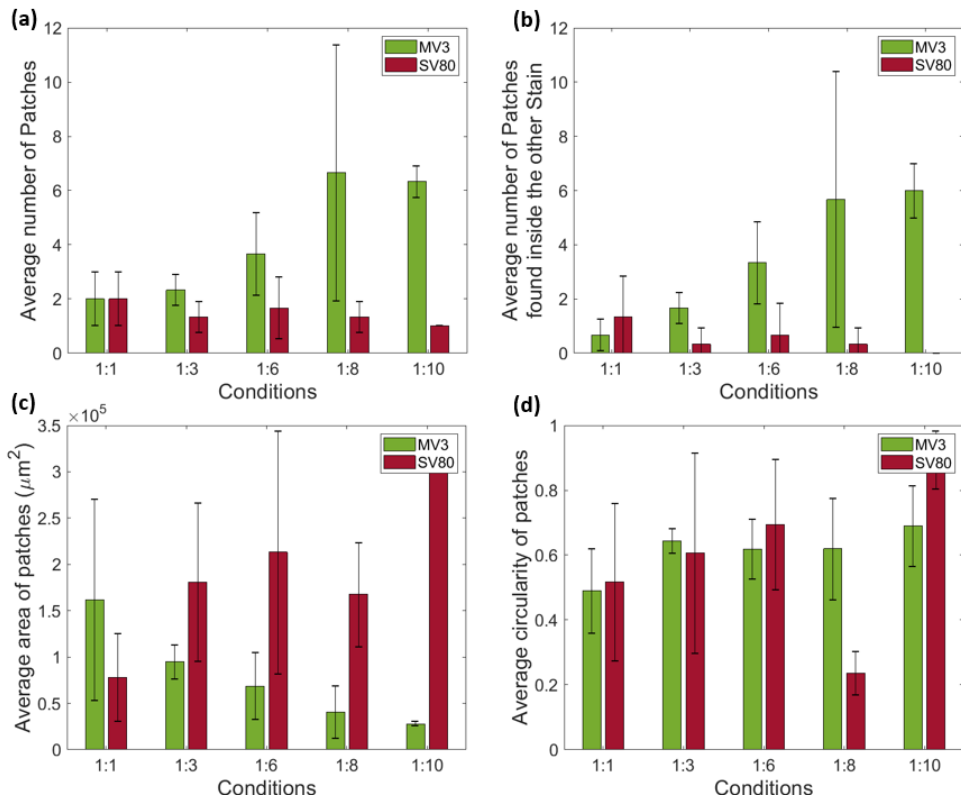 (a)
12
10
8
6
4
2
0
Average number of Patches
MV3
SV80
1:1 1:3 1:6 1:8 1:10
Conditions
(b)
12
10
8
6
4
2
0
Average number of Patches
found inside the other Stain
MV3
SV80
1:1 1:3 1:6 1:8 1:10
Conditions
(c)
×10⁵
3.5
3
2.5
2
1.5
1
0.5
0
Average area of patches (μm²)
MV3
SV80
1:1 1:3 1:6 1:8 1:10
Conditions
(d)
1
0.8
0.6
0.4
0.2
0
Average circularity of patches
MV3
SV80
1:1 1:3 1:6 1:8 1:10
Conditions